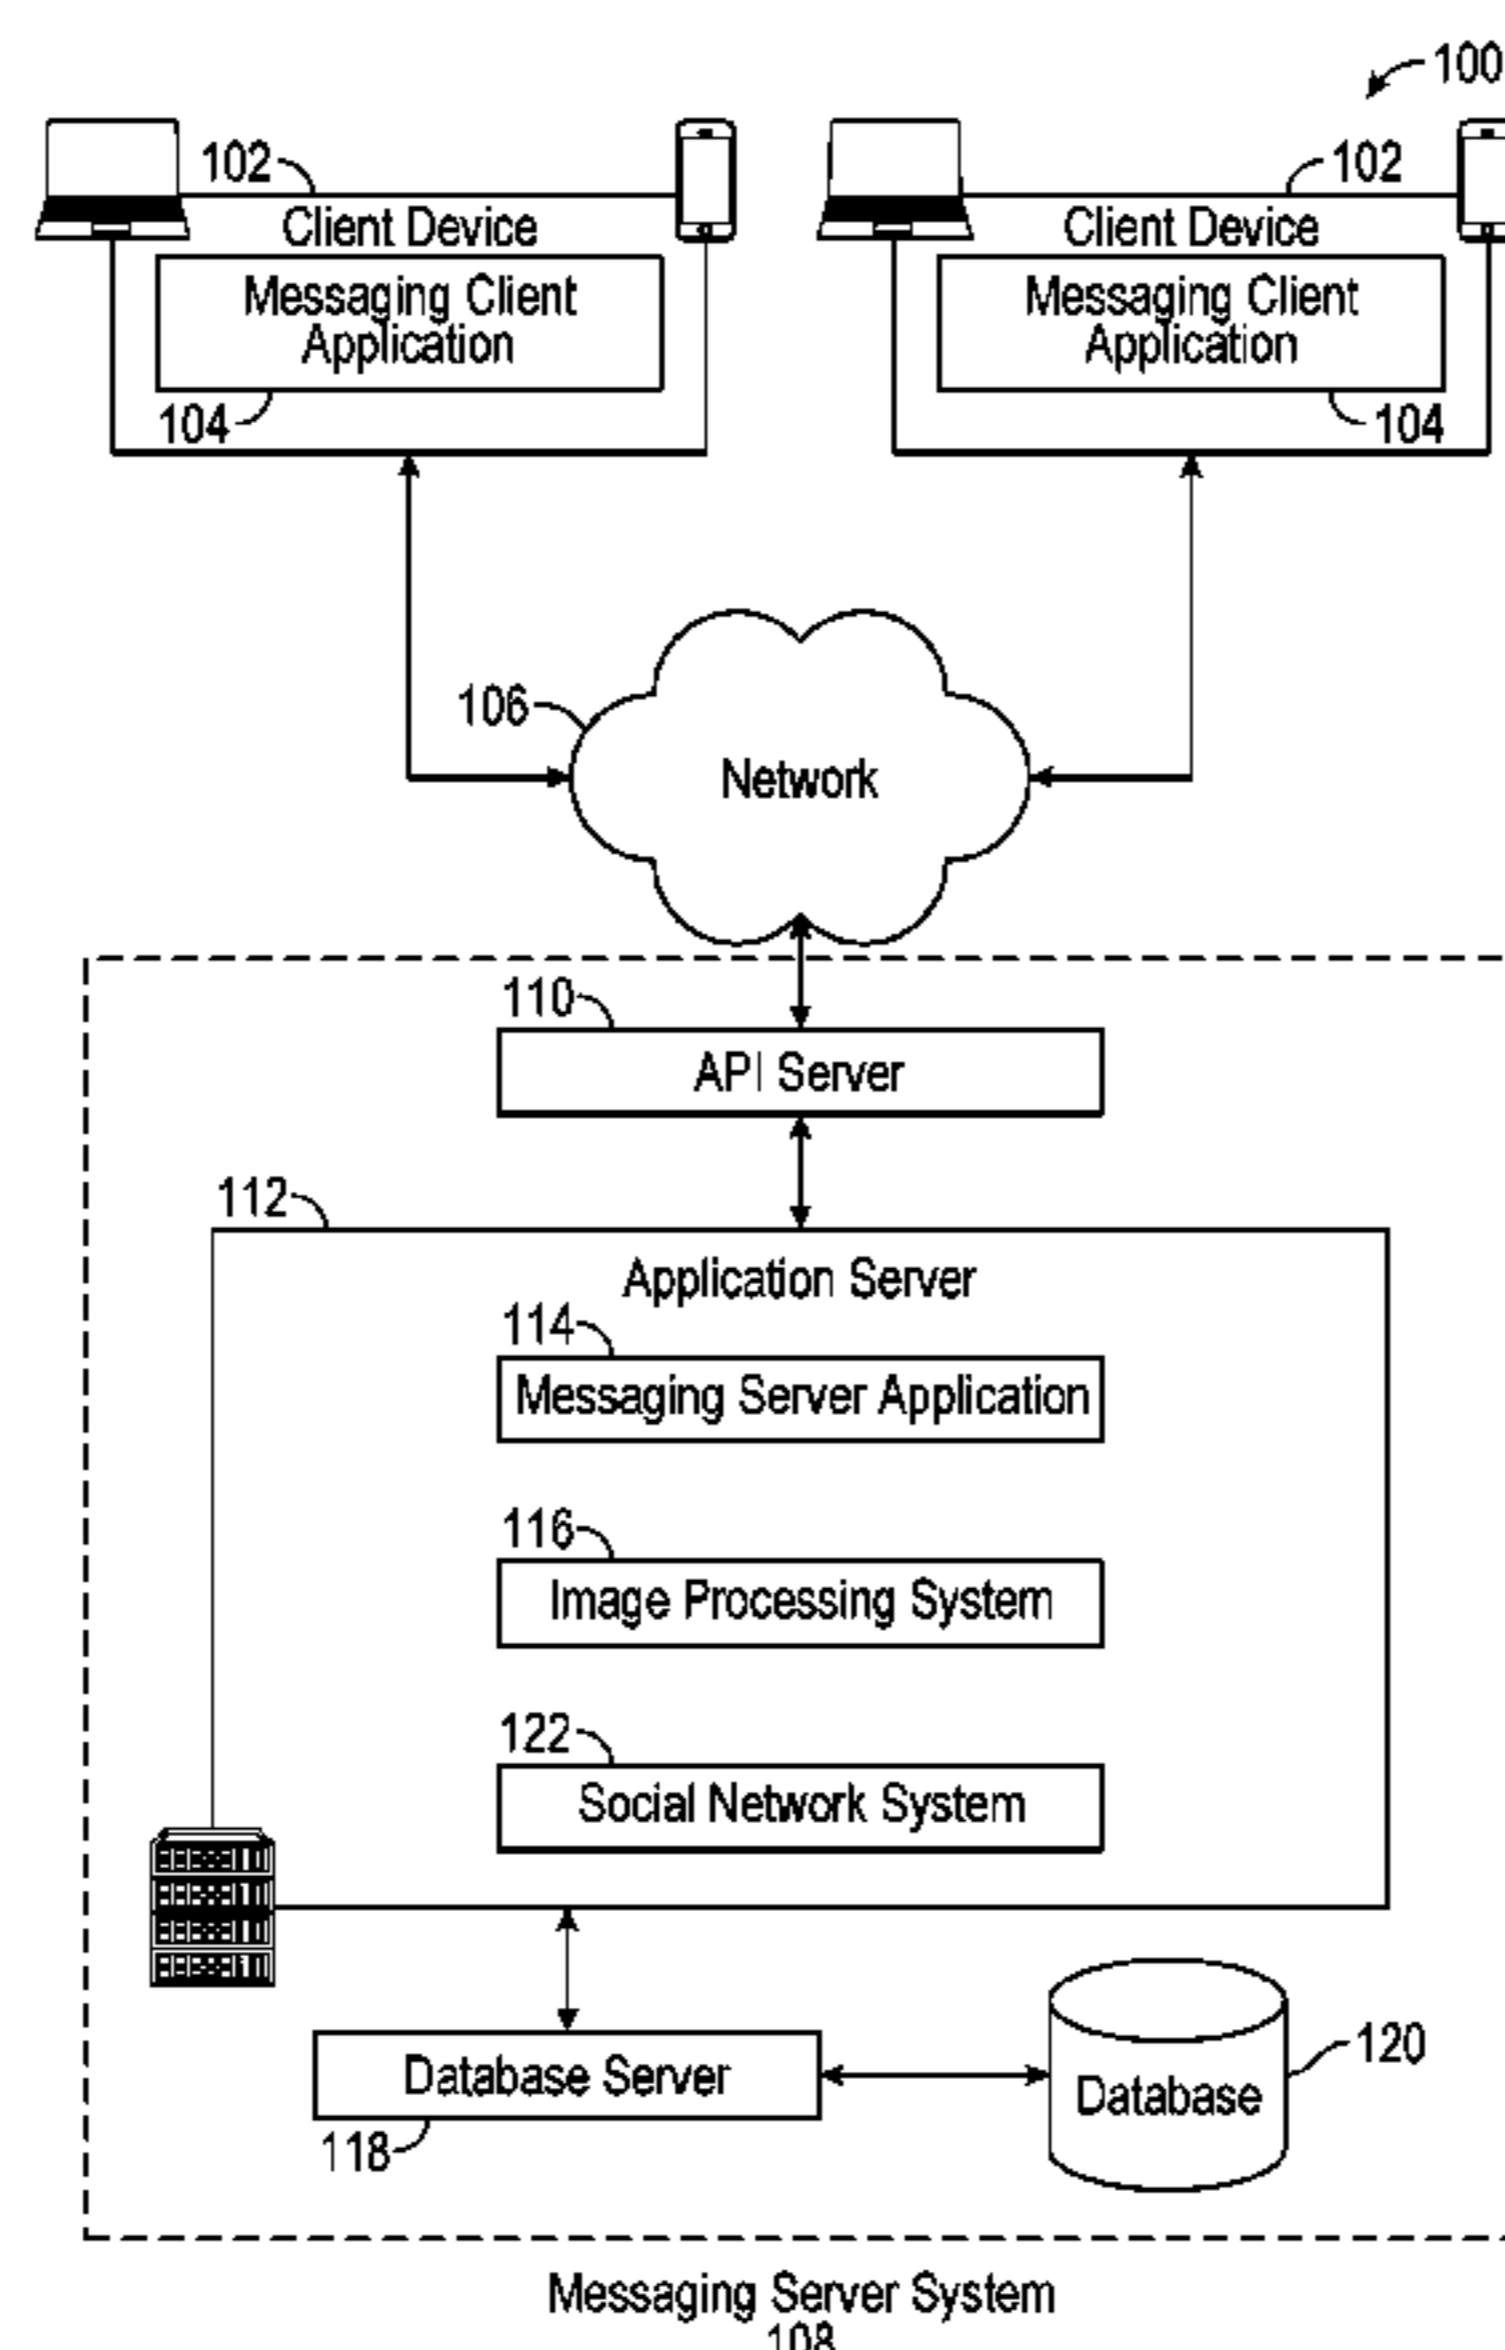 100
102
102
Client Device
Client Device
Messaging Client
Application
Messaging Client
Application
104
104
106
Network
110
API Server
112
Application Server
114
Messaging Server Application
116
Image Processing System
122
Social Network System
Database Server
118
Database
120
Messaging Server System
108